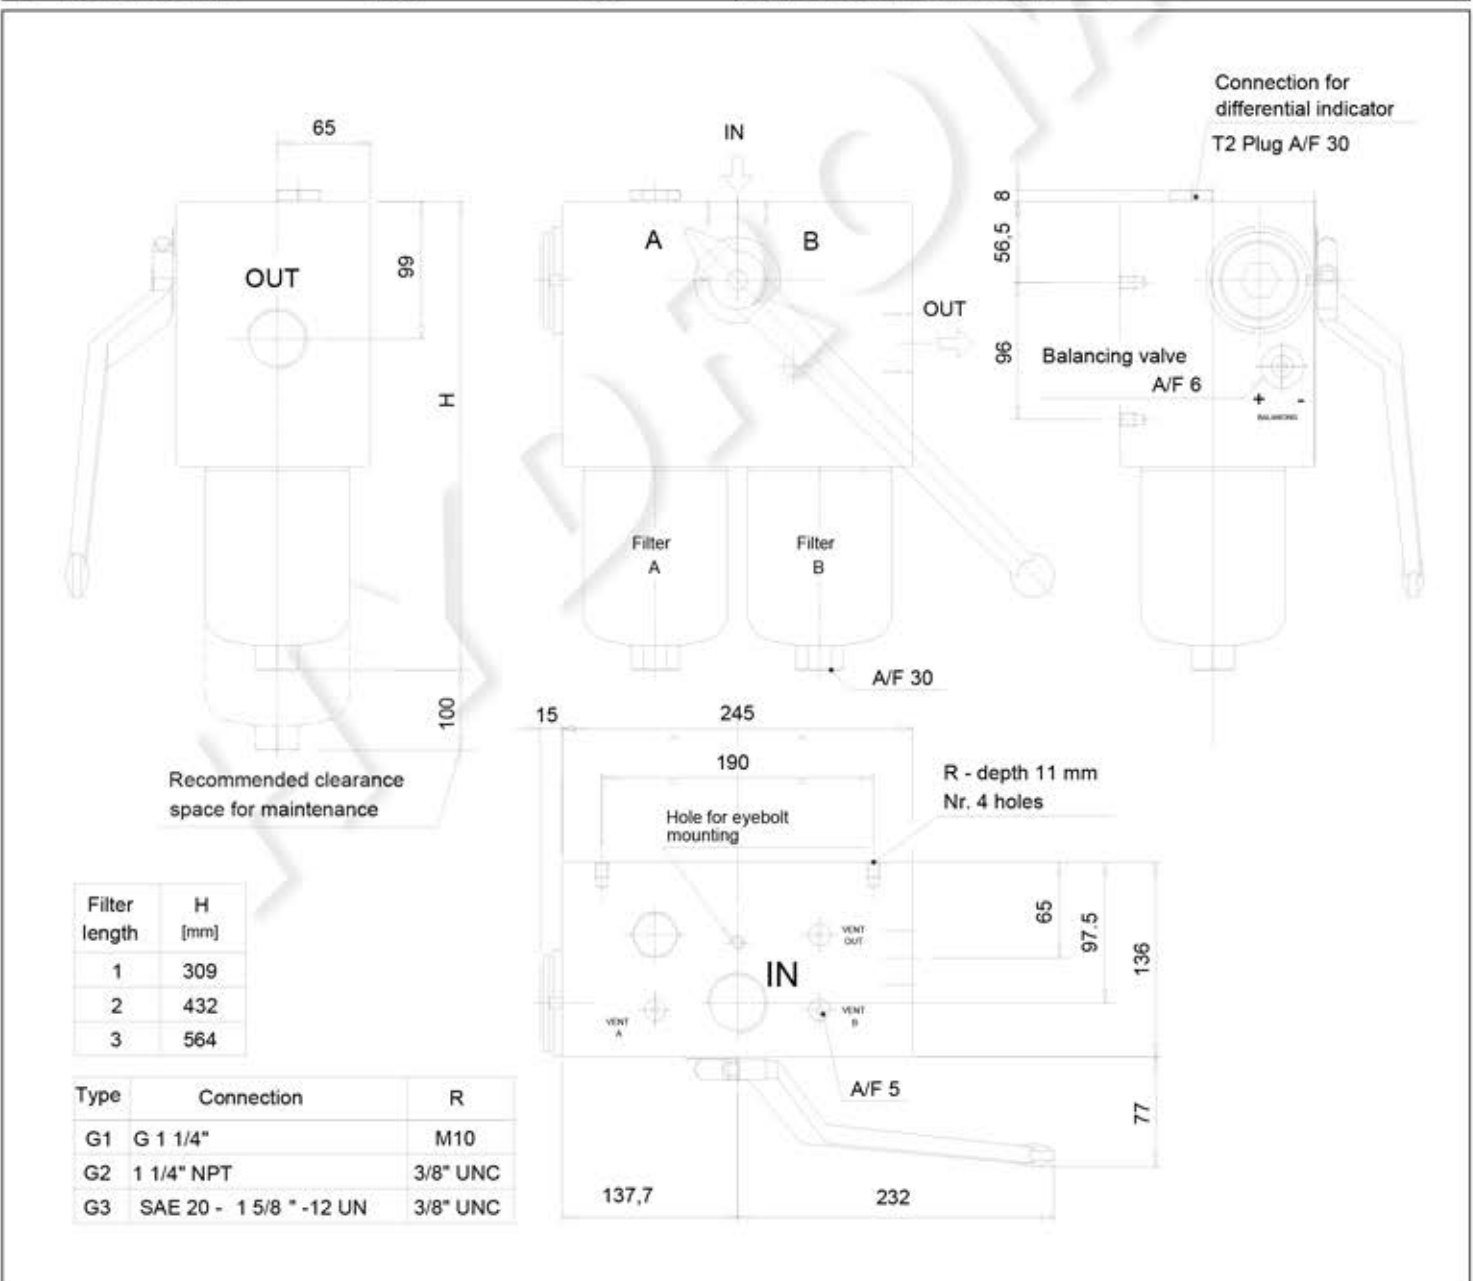 Connection for
differential indicator
T2 Plug A/F 30
65
IN
8
A
B
56,5
99
OUT
OUT
96
Balancing valve
A/F 6
+ -
BALANCING
H
Filter
A
Filter
B
A/F 30
100
15
245
190
R - depth 11 mm
Nr. 4 holes
Recommended clearance
space for maintenance
Hole for eyebolt
mounting
65
97.5
136
VENT
OUT
IN
VENT
A
VENT
B
A/F 5
77
137,7
232
Filter length H [mm]
1 309
2 432
3 564
Type Connection R
G1 G 1 1/4" M10
G2 1 1/4" NPT 3/8" UNC
G3 SAE 20 - 1 5/8 " -12 UN 3/8" UNC